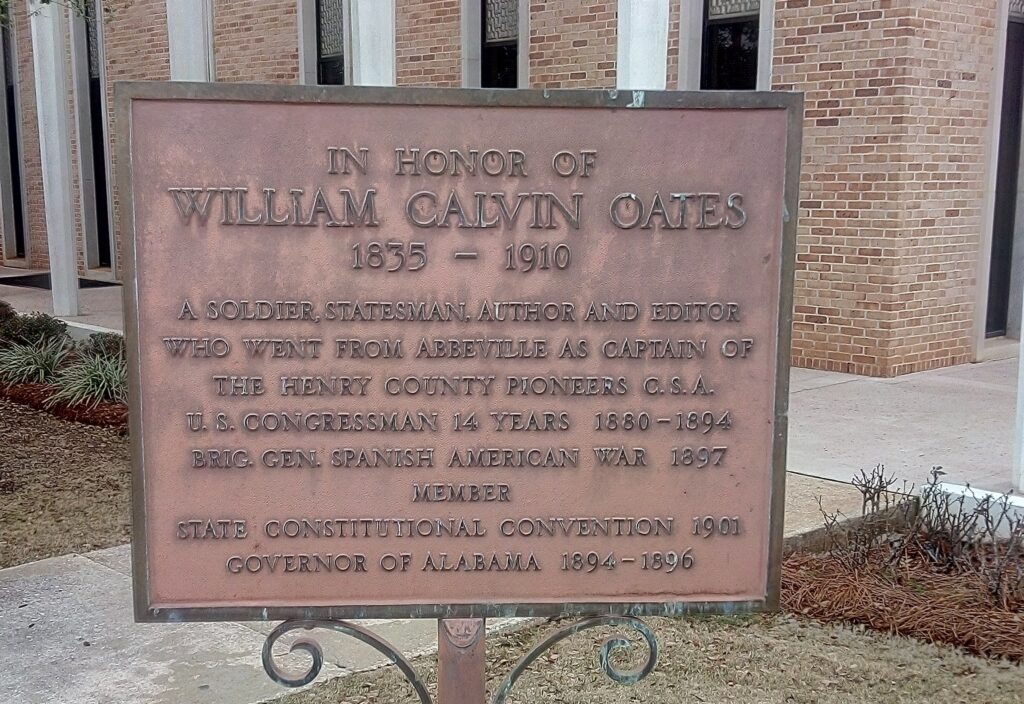 IN HONOR OF
WILLIAM CALVIN OATES
1835 – 1910
A SOLDIER, STATESMAN, AUTHOR AND EDITOR
WHO WENT FROM ABBEVILLE AS CAPTAIN OF
THE HENRY COUNTY PIONEERS C.S.A.
U.S. CONGRESSMAN 14 YEARS 1880–1894
BRIG. GEN. SPANISH AMERICAN WAR 1897
MEMBER
STATE CONSTITUTIONAL CONVENTION 1901
GOVERNOR OF ALABAMA 1894–1896